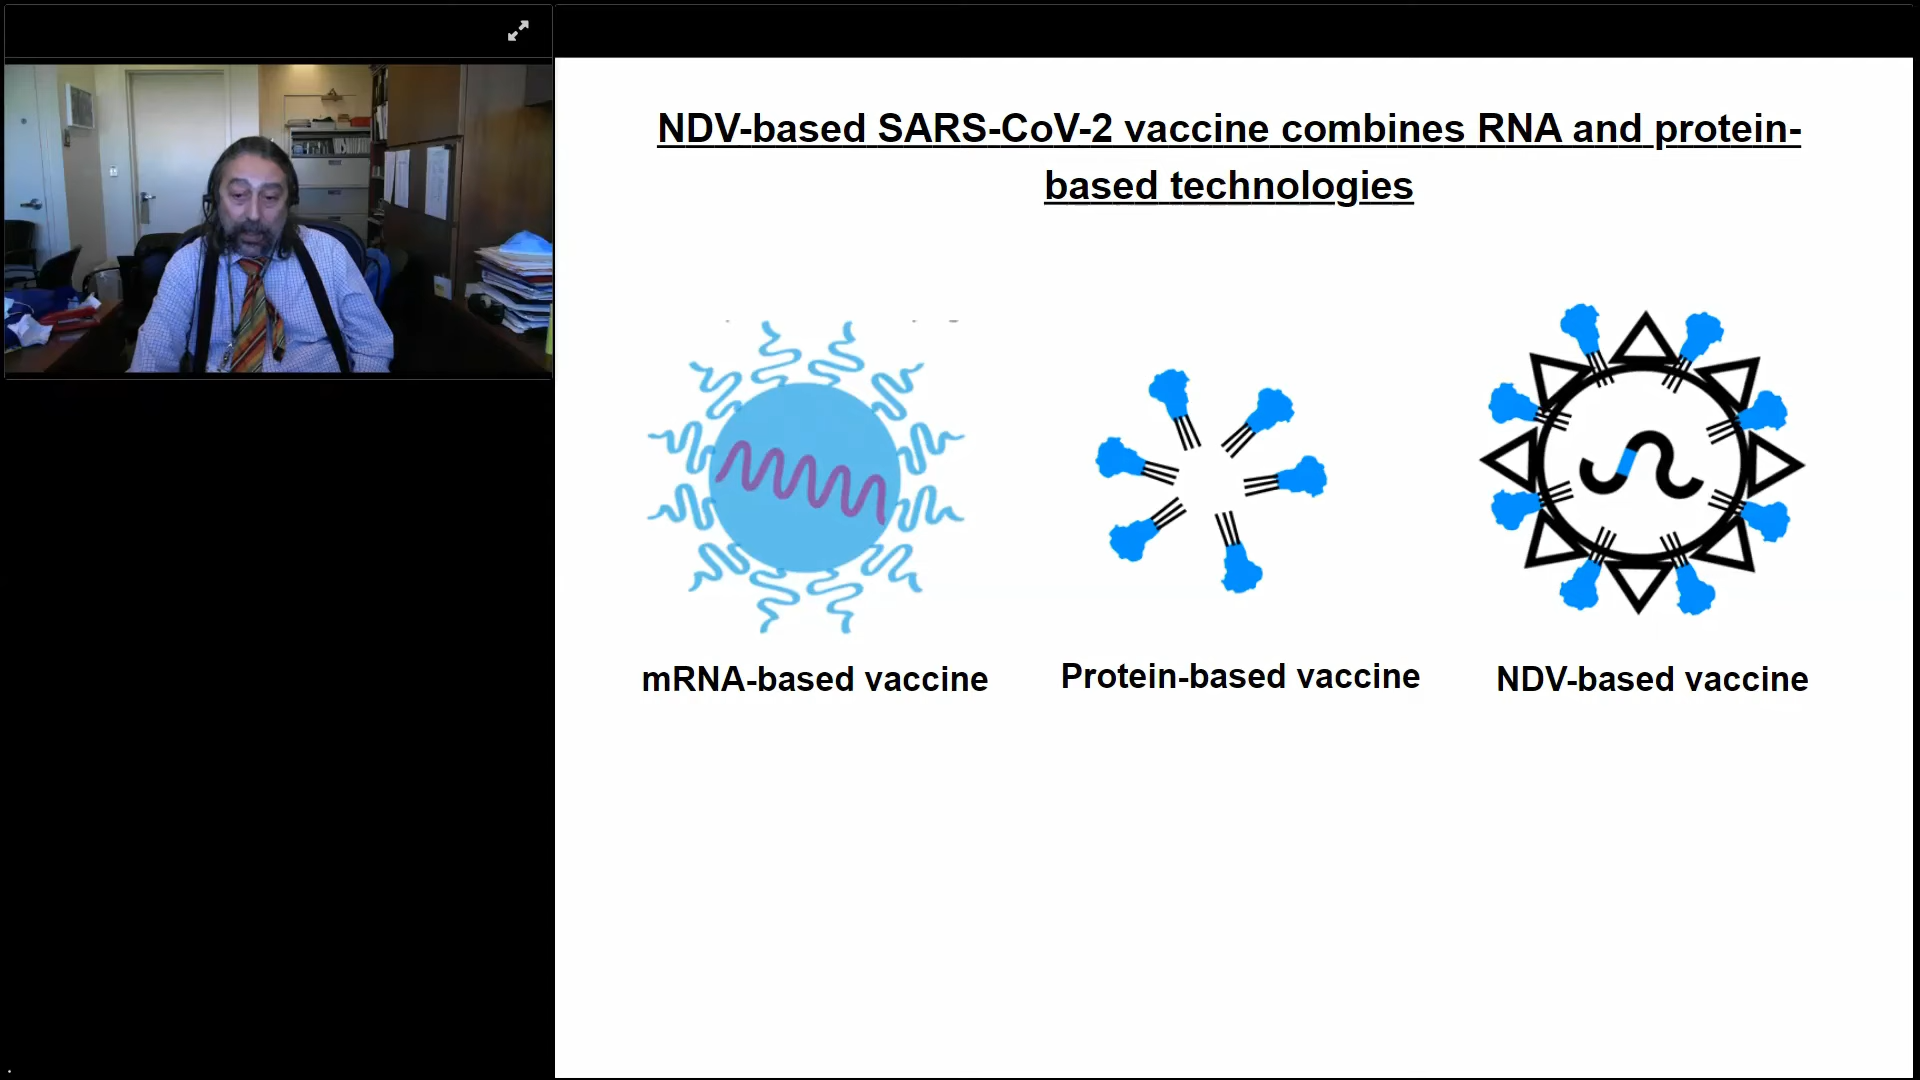 NDV-based SARS-CoV-2 vaccine combines RNA and protein-
based technologies
mRNA-based vaccine
Protein-based vaccine
NDV-based vaccine